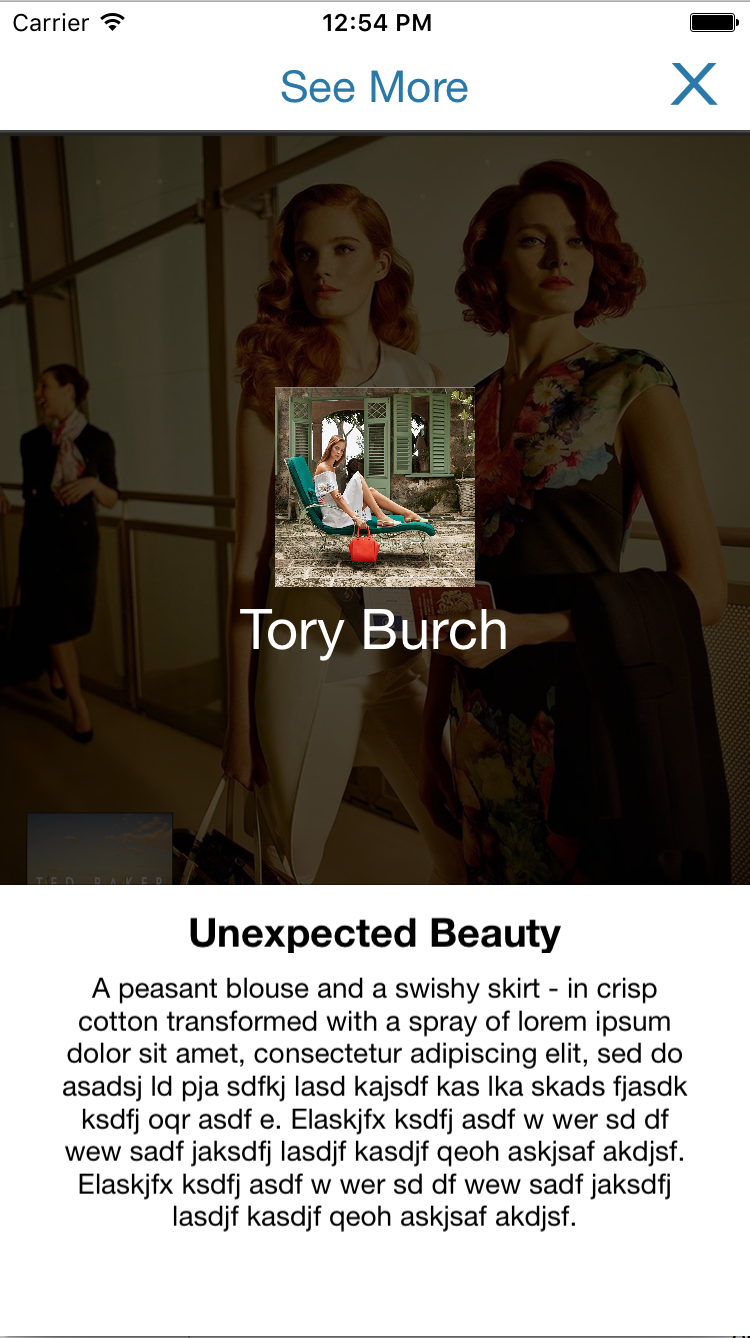 Carrier 12:54 PM
See More
Tory Burch
TED BAKER
Unexpected Beauty
A peasant blouse and a swishy skirt - in crisp
cotton transformed with a spray of lorem ipsum
dolor sit amet, consectetur adipiscing elit, sed do
asadsj ld pja sdfkj lasd kajsdf kas lka skads fjasdk
ksdfj oqr asdf e. Elaskjfx ksdfj asdf w wer sd df
wew sadf jaksdfj lasdjf kasdjf qeoh askjsaf akdjsf.
Elaskjfx ksdfj asdf w wer sd df wew sadf jaksdfj
lasdjf kasdjf qeoh askjsaf akdjsf.